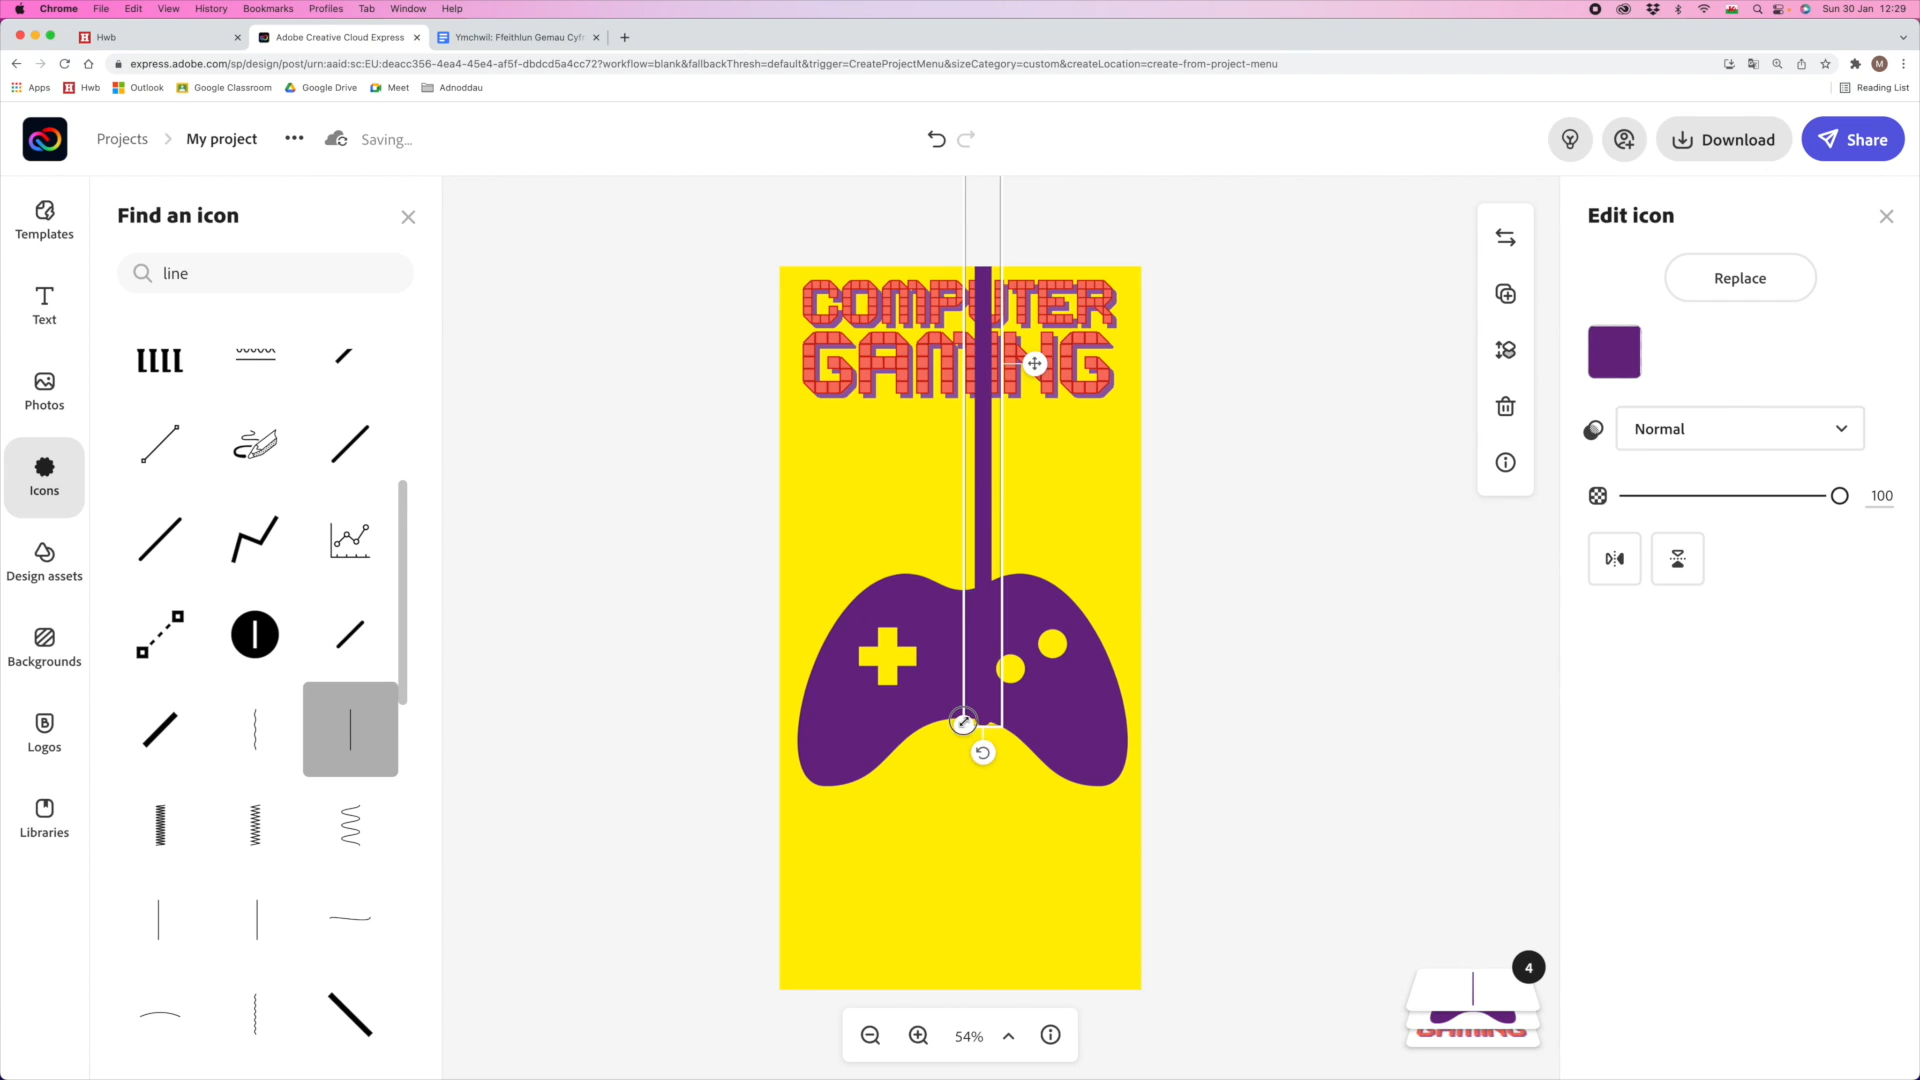 Chrome File Edit View History Bookmarks Profiles Tab Window Help Sun 30 Jan 12:29
Hwb Adobe Creative Cloud Express Ymchwil: Ffeithlun Gemau Cyfr
express.adobe.com/sp/design/post/urn:aaid:sc:EU:deacc356-4ea4-45e4-af5f-dbdcd5a4cc72?workflow=blank&fallbackThresh=default&trigger=CreateProjectMenu&sizeCategory=custom&createLocation=create-from-project-menu
M
Apps Hwb Outlook Google Classroom Google Drive Meet Adnoddau Reading List
Projects My project Saving... Download Share
Templates
Text
Photos
Icons
Design assets
Backgrounds
Logos
Libraries
Find an icon
line
COMPUTER
GAMING
54%
Edit icon
Replace
Normal
100
4
GAMING